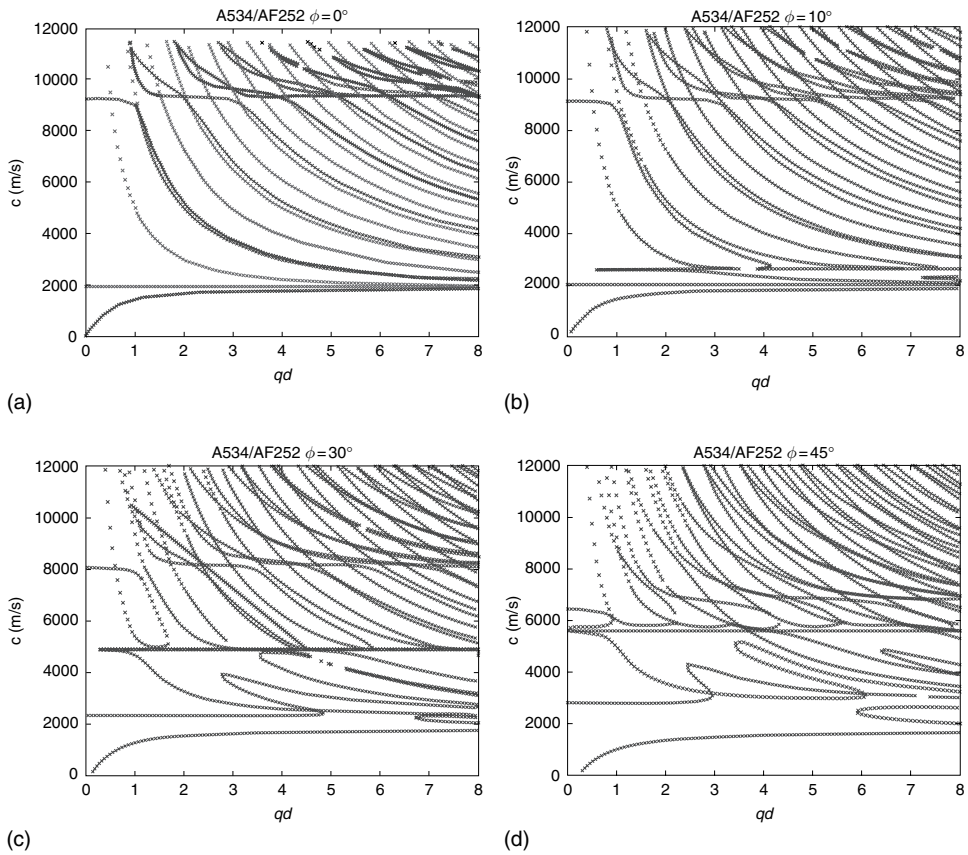 A534/AF252 ϕ = 0°
12000
10000
8000
6000
4000
2000
0
c (m/s)
0 1 2 3 4 5 6 7 8
qd
(a)
A534/AF252 ϕ = 10°
12000
10000
8000
6000
4000
2000
0
c (m/s)
0 1 2 3 4 5 6 7 8
qd
(b)
A534/AF252 ϕ = 30°
12000
10000
8000
6000
4000
2000
0
c (m/s)
0 1 2 3 4 5 6 7 8
qd
(c)
A534/AF252 ϕ = 45°
12000
10000
8000
6000
4000
2000
0
c (m/s)
0 1 2 3 4 5 6 7 8
qd
(d)